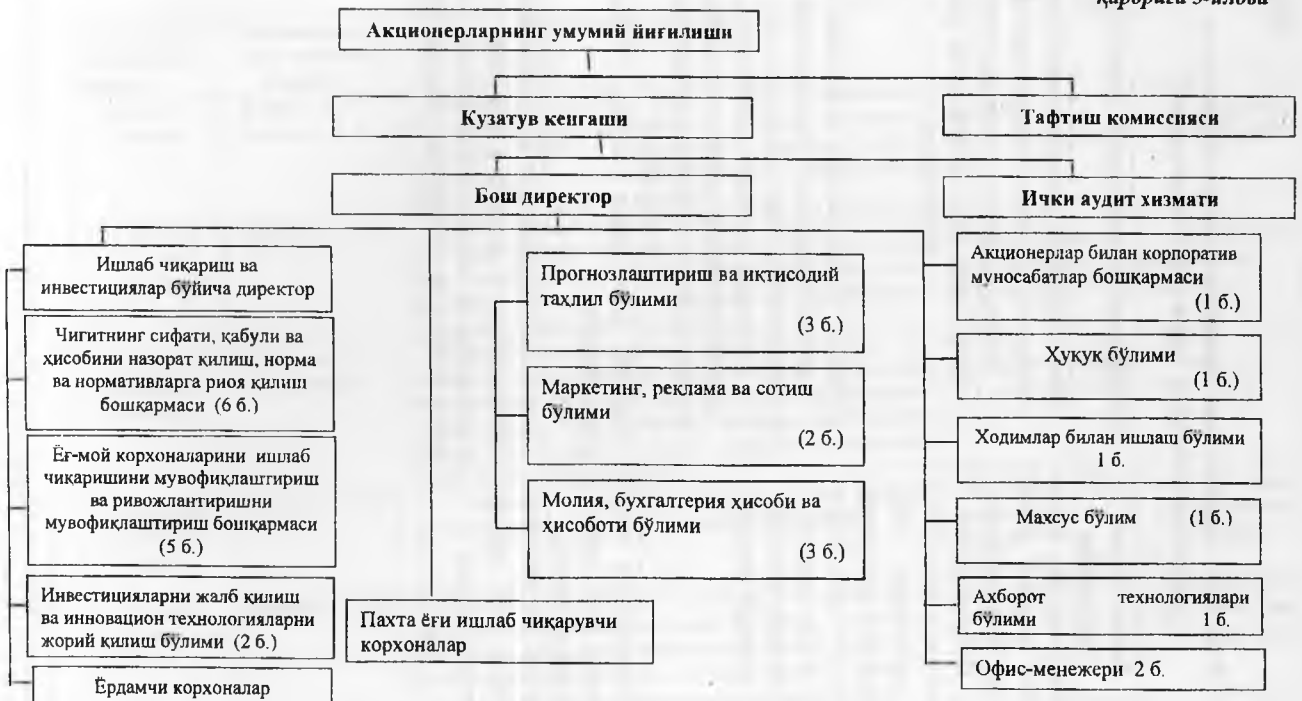 қарорига 3-илова
Акционерларнинг умумий йиғилиши
Кузатув кенгаши
Тафтиш комиссияси
Бош директор
Ички аудит хизмати
Ишлаб чиқариш ва
инвестициялар бўйича директор
Чигитнинг сифати, қабули ва
ҳисобини назорат қилиш, норма
ва нормативларга риоя қилиш
бошқармаси (6 б.)
Ёғ-мой корхоналарини ишлаб
чиқаришини мувофиқлаштириш
ва ривожлантиришни
мувофиқлаштириш бошқармаси
(5 б.)
Инвестицияларни жалб қилиш
ва инновацион технологияларни
жорий қилиш бўлими (2 б.)
Ёрдамчи корхоналар
Прогнозлаштириш ва иқтисодий
таҳлил бўлими
(3 б.)
Маркетинг, реклама ва сотиш
бўлими
(2 б.)
Молия, бухгалтерия ҳисоби ва
ҳисоботи бўлими
(3 б.)
Пахта ёғи ишлаб чиқарувчи
корхоналар
Акционерлар билан корпоратив
муносабатлар бошқармаси
(1 б.)
Ҳуқуқ бўлими
(1 б.)
Ходимлар билан ишлаш бўлими
1 б.
Махсус бўлим (1 б.)
Ахборот технологиялари
бўлими 1 б.
Офис-менежери 2 б.